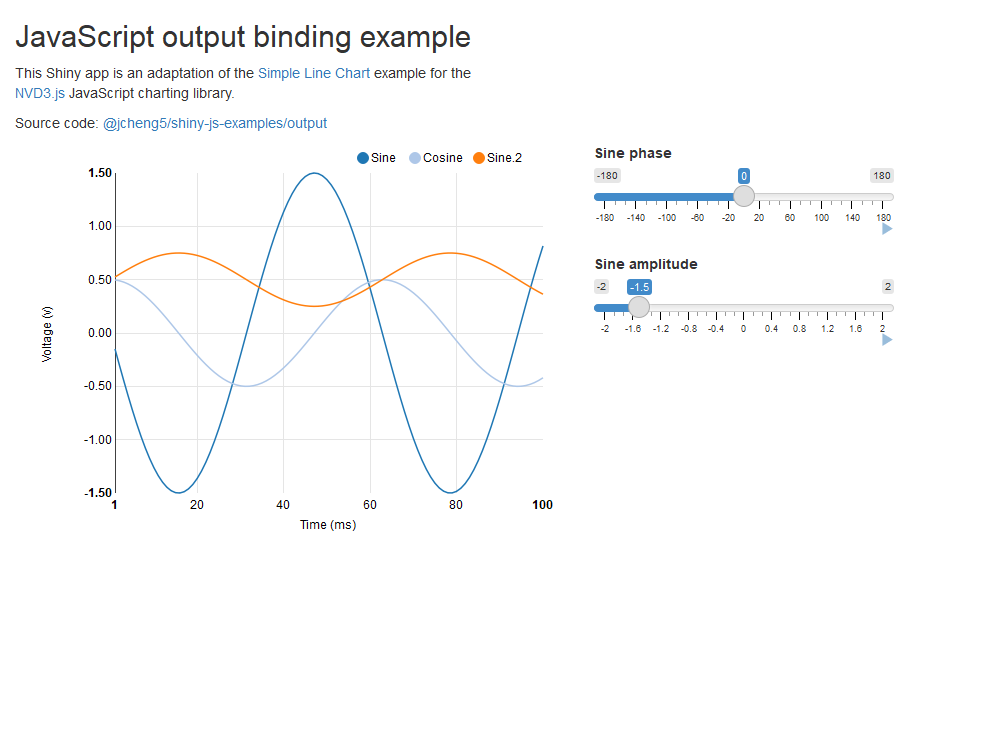 JavaScript output binding example
This Shiny app is an adaptation of the Simple Line Chart example for the
NVD3.js JavaScript charting library.
Source code: @jcheng5/shiny-js-examples/output
Sine Cosine Sine.2
1.50
1.00
0.50
0.00
-0.50
-1.00
-1.50
Voltage (v)
1 20 40 60 80 100
Time (ms)
Sine phase
-180 0 180
-180 -140 -100 -60 -20 20 60 100 140 180
Sine amplitude
-2 -1.5 2
-2 -1.6 -1.2 -0.8 -0.4 0 0.4 0.8 1.2 1.6 2